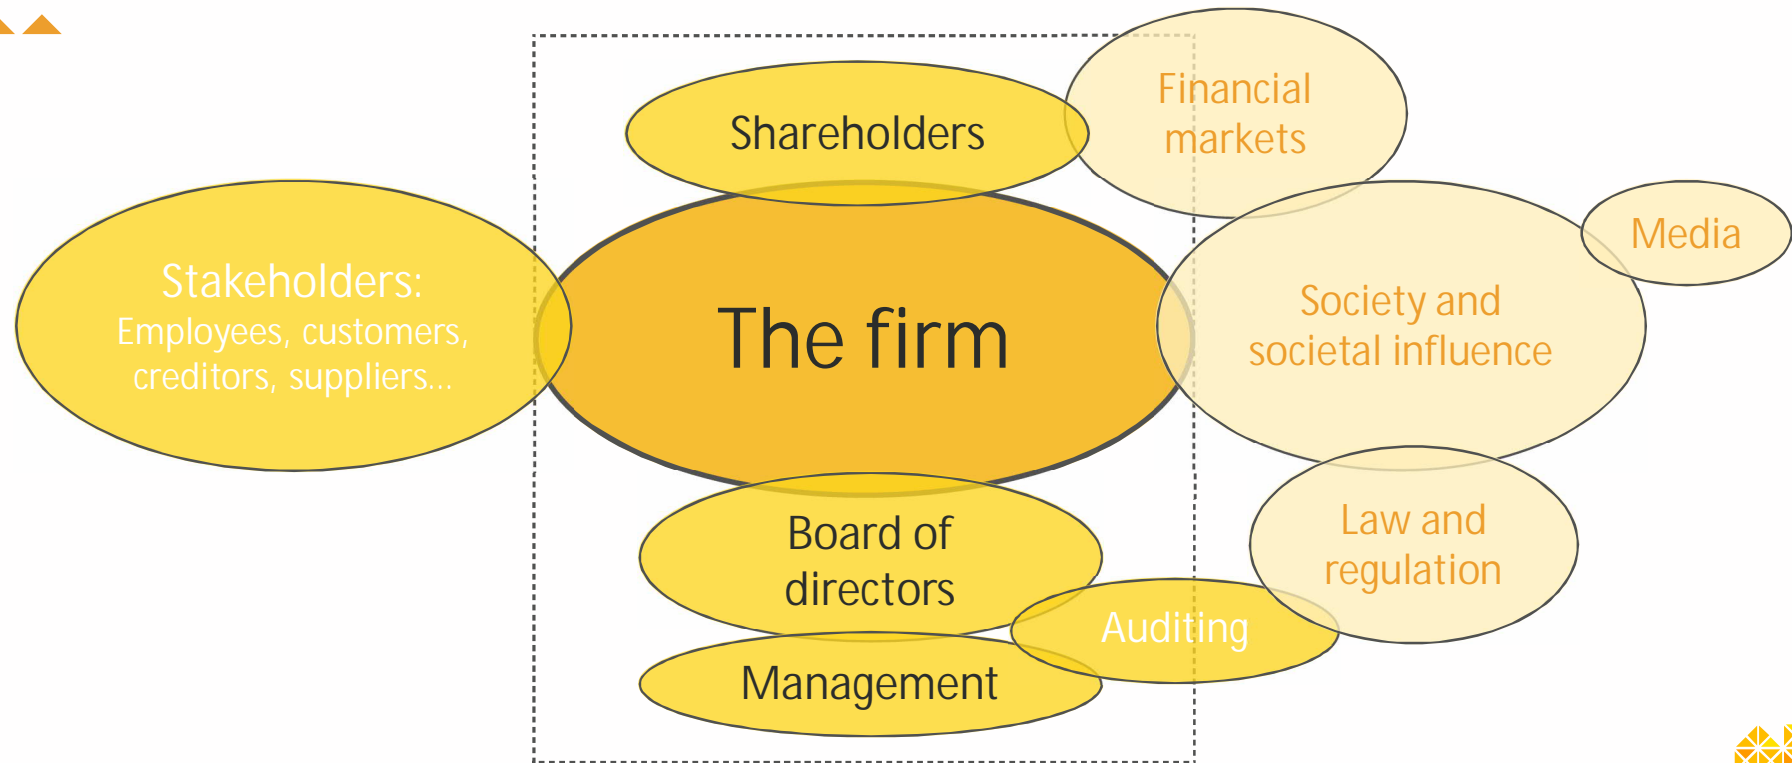 Shareholders
Financial
markets
Media
Stakeholders:
Employees, customers,
creditors, suppliers...
The firm
Society and
societal influence
Board of
directors
Law and
regulation
Auditing
Management